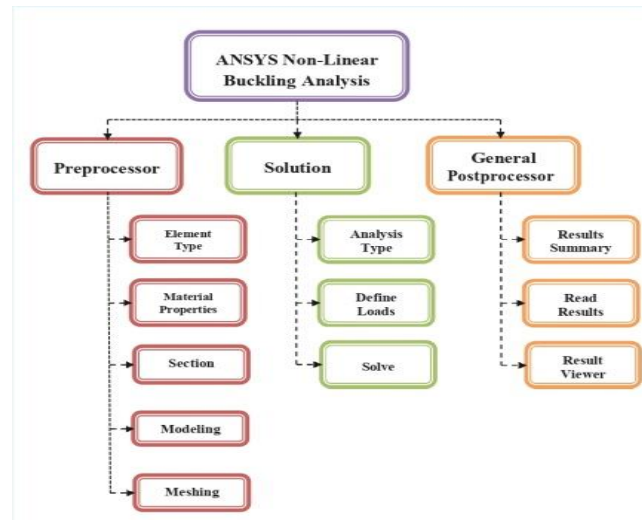 ANSYS Non-Linear
Buckling Analysis
Preprocessor
Solution
General
Postprocessor
Element
Type
Material
Properties
Section
Modeling
Meshing
Analysis
Type
Define
Loads
Solve
Results
Summary
Read
Results
Result
Viewer